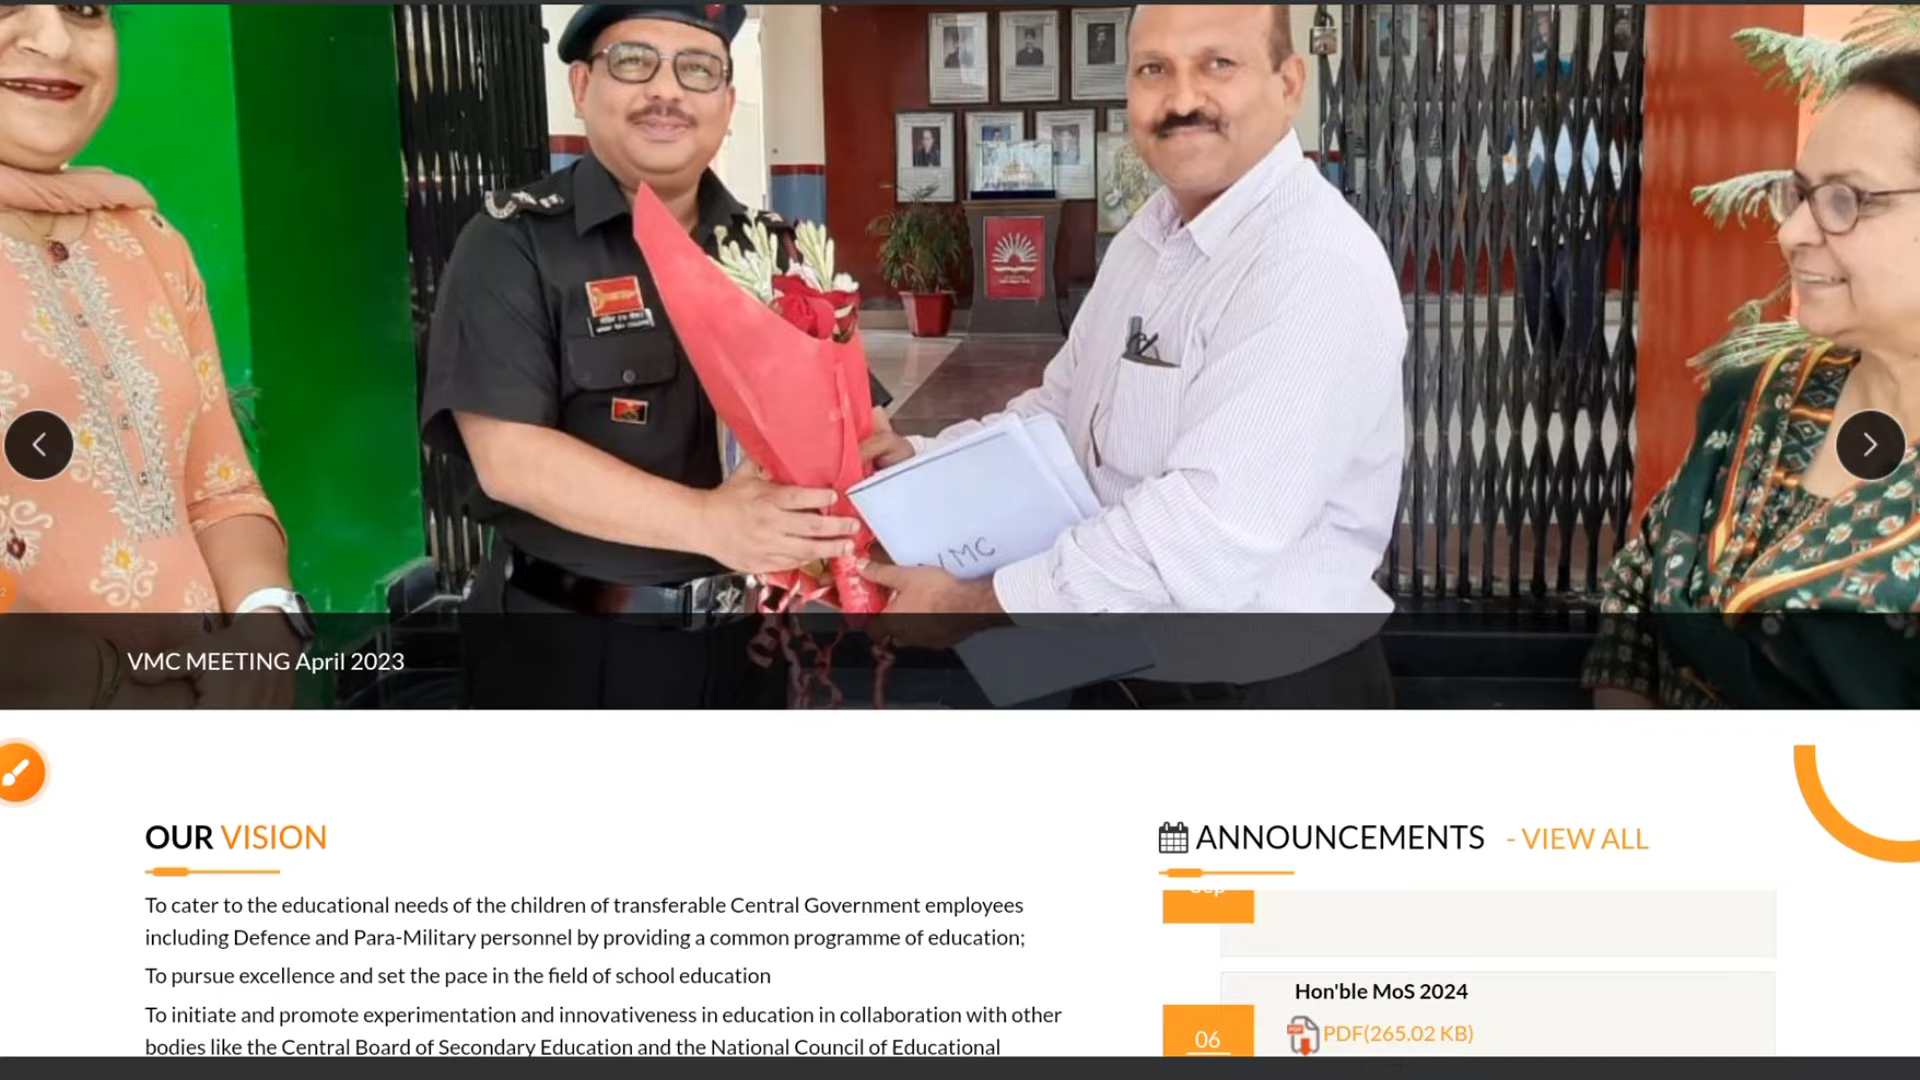 VMC
VMC MEETING April 2023
OUR VISION
To cater to the educational needs of the children of transferable Central Government employees
including Defence and Para-Military personnel by providing a common programme of education;
To pursue excellence and set the pace in the field of school education
To initiate and promote experimentation and innovativeness in education in collaboration with other
bodies like the Central Board of Secondary Education and the National Council of Educational
ANNOUNCEMENTS - VIEW ALL
Sep
Hon'ble MoS 2024
PDF(265.02 KB)
06